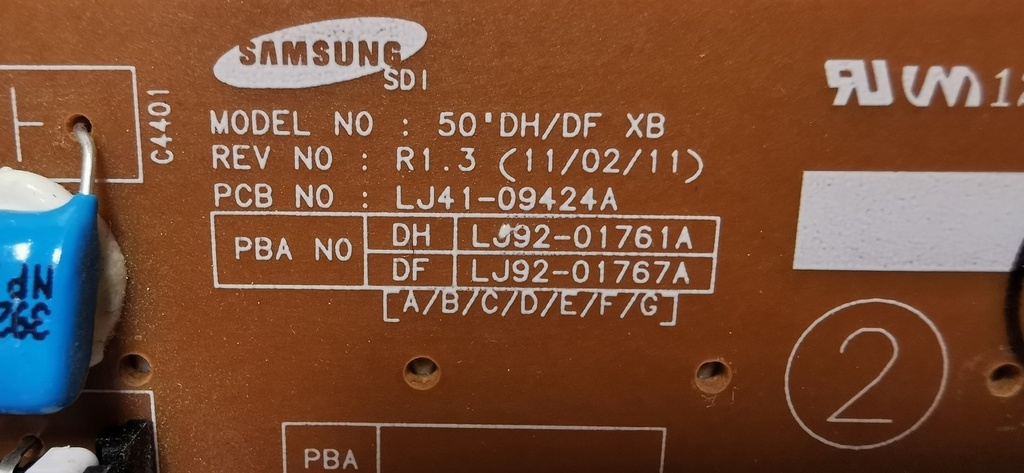 SAMSUNG
SDI
MODEL NO : 50'DH/DF XB
REV NO : R1.3 (11/02/11)
PCB NO : LJ41-09424A
PBA NO DH LJ92-01761A
DF LJ92-01767A
[A/B/C/D/E/F/G]
C4401
2
PBA